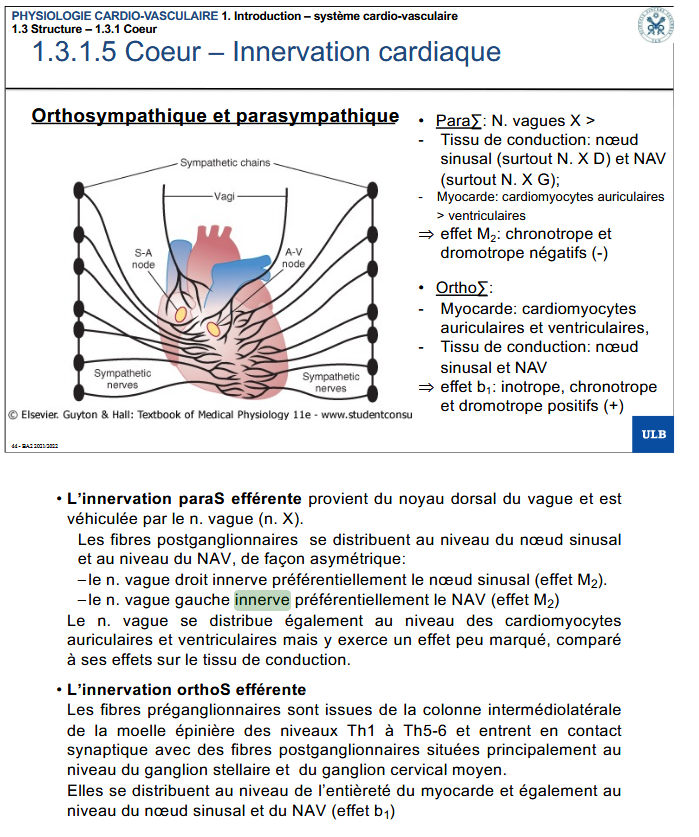 PHYSIOLOGIE CARDIO-VASCULAIRE 1. Introduction – système cardio-vasculaire
1.3 Structure – 1.3.1 Coeur
1.3.1.5 Coeur – Innervation cardiaque
Orthosympathique et parasympathique
Sympathetic chains
Vagi
S-A
node
A-V
node
Sympathetic
nerves
Sympathetic
nerves
© Elsevier. Guyton & Hall: Textbook of Medical Physiology 11e - www.studentconsu
• Para∑: N. vagues X >
- Tissu de conduction: nœud
sinusal (surtout N. X D) et NAV
(surtout N. X G);
- Myocarde: cardiomyocytes auriculaires
> ventriculaires
⇒ effet M2: chronotrope et
dromotrope négatifs (-)
• Ortho∑:
- Myocarde: cardiomyocytes
auriculaires et ventriculaires,
- Tissu de conduction: nœud
sinusal et NAV
⇒ effet b1: inotrope, chronotrope
et dromotrope positifs (+)
44 - BA2 2021/2022
ULB
• L'innervation paraS efférente provient du noyau dorsal du vague et est
véhiculée par le n. vague (n. X).
Les fibres postganglionnaires se distribuent au niveau du nœud sinusal
et au niveau du NAV, de façon asymétrique:
–le n. vague droit innerve préférentiellement le nœud sinusal (effet M2).
–le n. vague gauche innerve préférentiellement le NAV (effet M2)
Le n. vague se distribue également au niveau des cardiomyocytes
auriculaires et ventriculaires mais y exerce un effet peu marqué, comparé
à ses effets sur le tissu de conduction.
• L'innervation orthoS efférente
Les fibres préganglionnaires sont issues de la colonne intermédiolatérale
de la moelle épinière des niveaux Th1 à Th5-6 et entrent en contact
synaptique avec des fibres postganglionnaires situées principalement au
niveau du ganglion stellaire et du ganglion cervical moyen.
Elles se distribuent au niveau de l'entièreté du myocarde et également au
niveau du nœud sinusal et du NAV (effet b1)